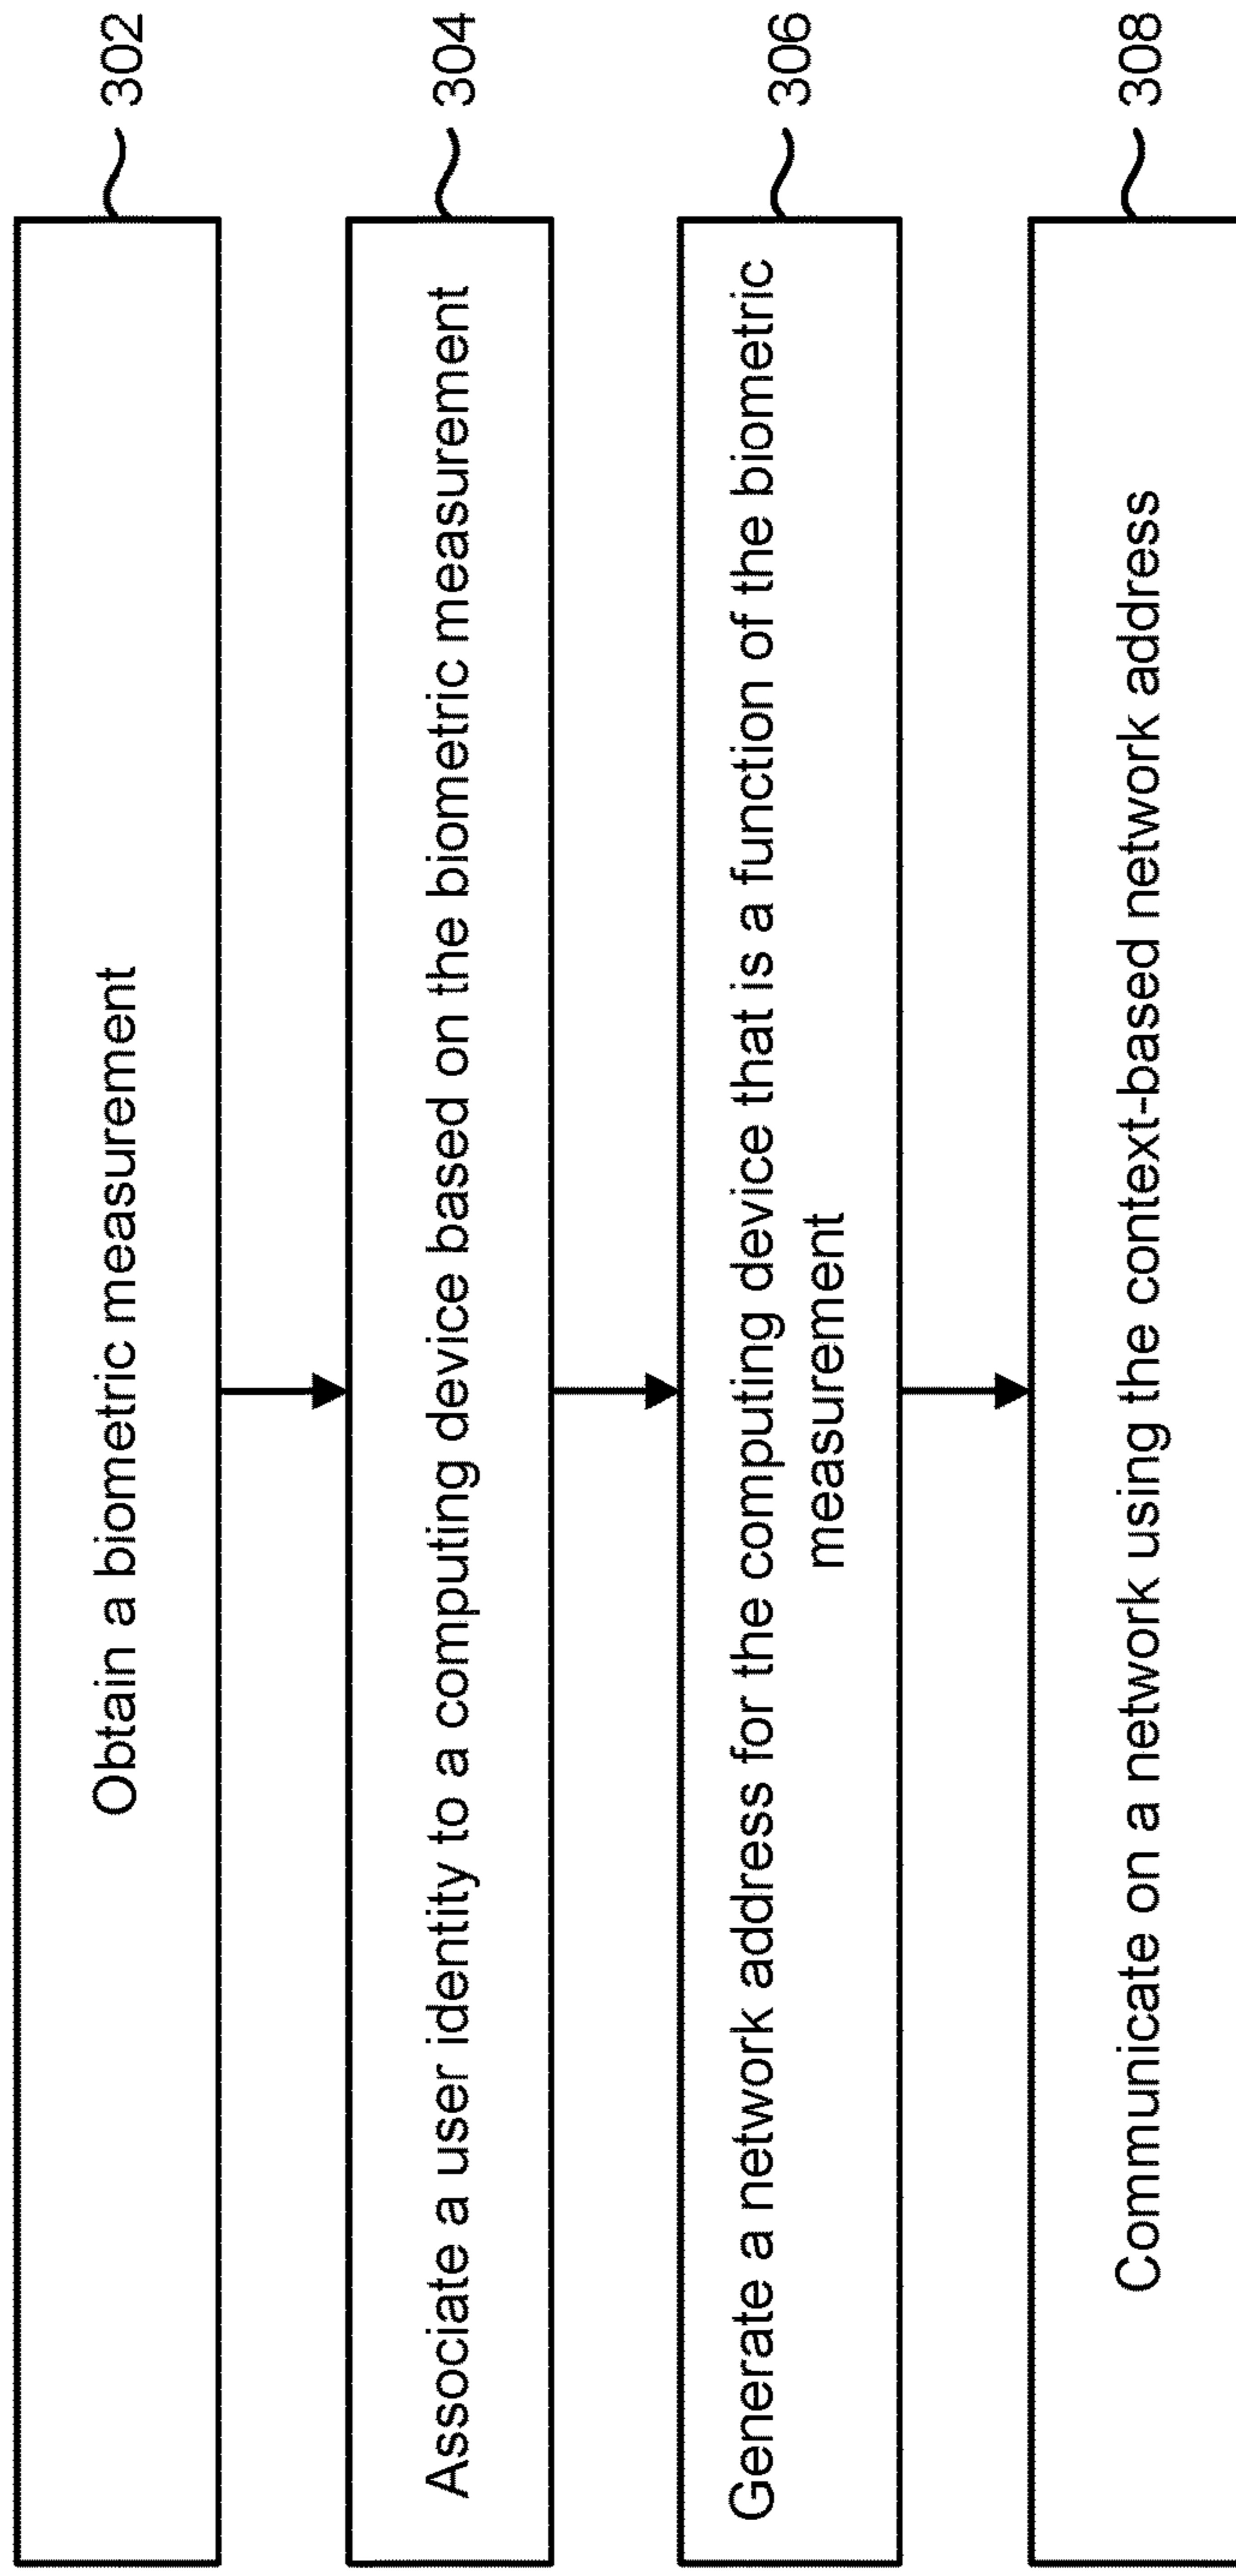 Obtain a biometric measurement
302
Associate a user identity to a computing device based on the biometric measurement
304
Generate a network address for the computing device that is a function of the biometric
measurement
306
Communicate on a network using the context-based network address
308